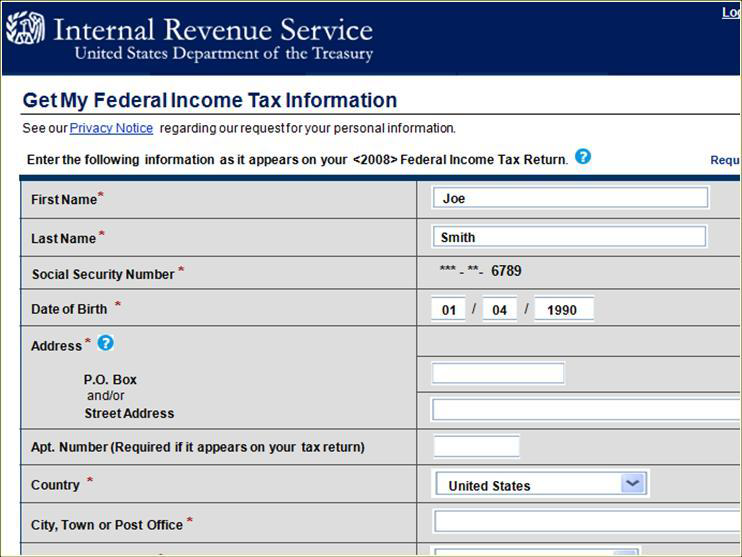 Internal Revenue Service
United States Department of the Treasury
Get My Federal Income Tax Information
See our Privacy Notice regarding our request for your personal information.
Enter the following information as it appears on your <2008> Federal Income Tax Return. ?
First Name* Joe
Last Name * Smith
Social Security Number * *** - **- 6789
Date of Birth * 01 / 04 / 1990
Address * ?
P.O. Box
and/or
Street Address
Apt. Number (Required if it appears on your tax return)
Country * United States
City, Town or Post Office *